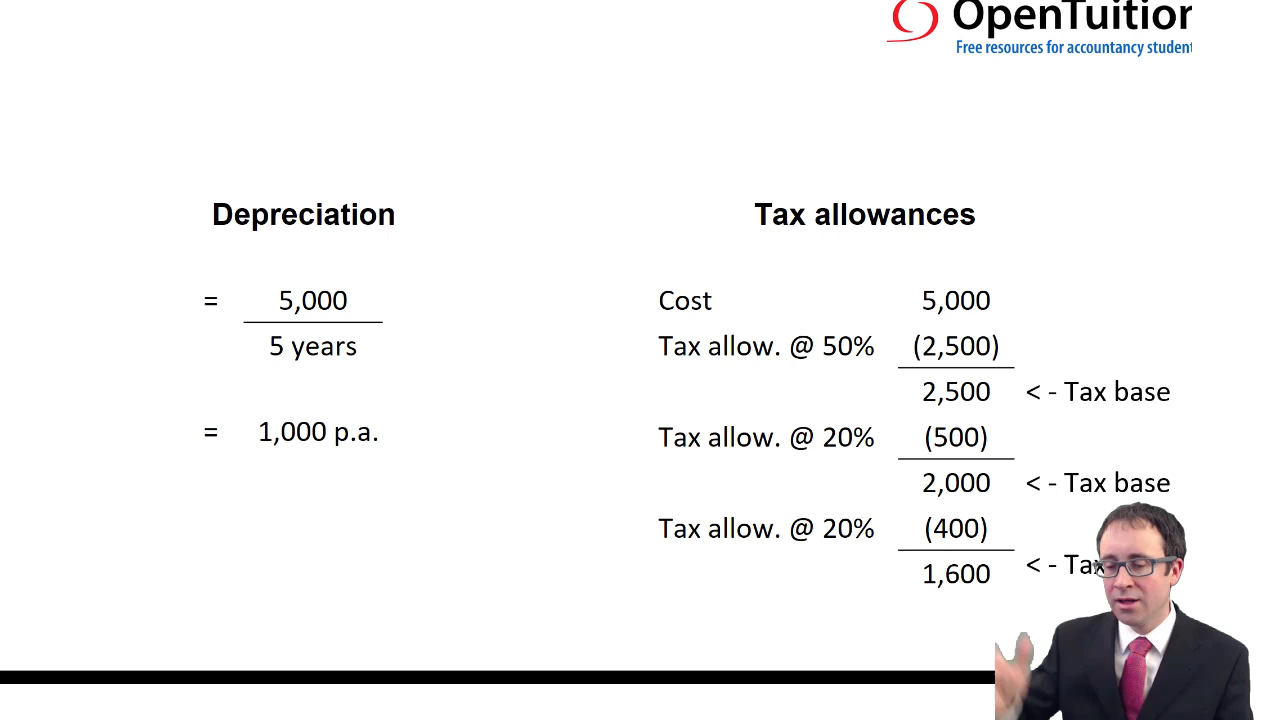 OpenTuition
Free resources for accountancy student
Depreciation
= 5,000
5 years
= 1,000 p.a.
Tax allowances
Cost 5,000
Tax allow. @ 50% (2,500)
2,500 < - Tax base
Tax allow. @ 20% (500)
2,000 < - Tax base
Tax allow. @ 20% (400)
1,600 < - Tax